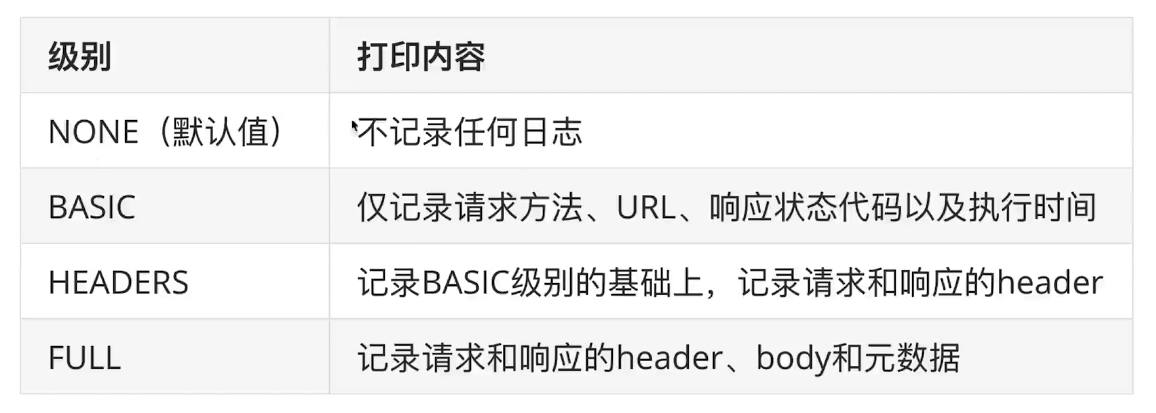 级别 打印内容
NONE（默认值） 不记录任何日志
BASIC 仅记录请求方法、URL、响应状态代码以及执行时间
HEADERS 记录BASIC级别的基础上，记录请求和响应的header
FULL 记录请求和响应的header、body和元数据